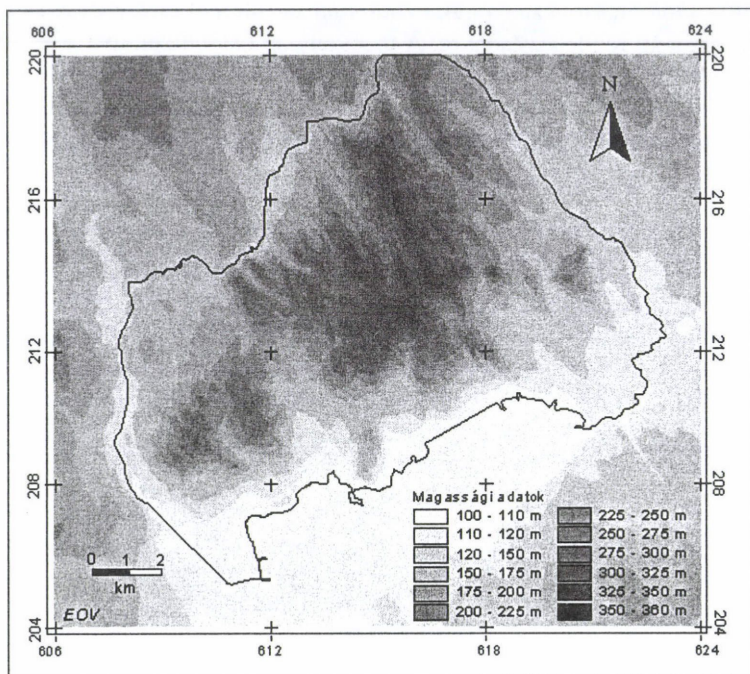 606 612 618 624
220 220
N
216 216
212 212
208 208
Magassági adatok
100 - 110 m 225 - 250 m
110 - 120 m 250 - 275 m
120 - 150 m 275 - 300 m
150 - 175 m 300 - 325 m
175 - 200 m 325 - 350 m
200 - 225 m 350 - 360 m
0 1 2
km
EOV
204 204
606 612 618 624